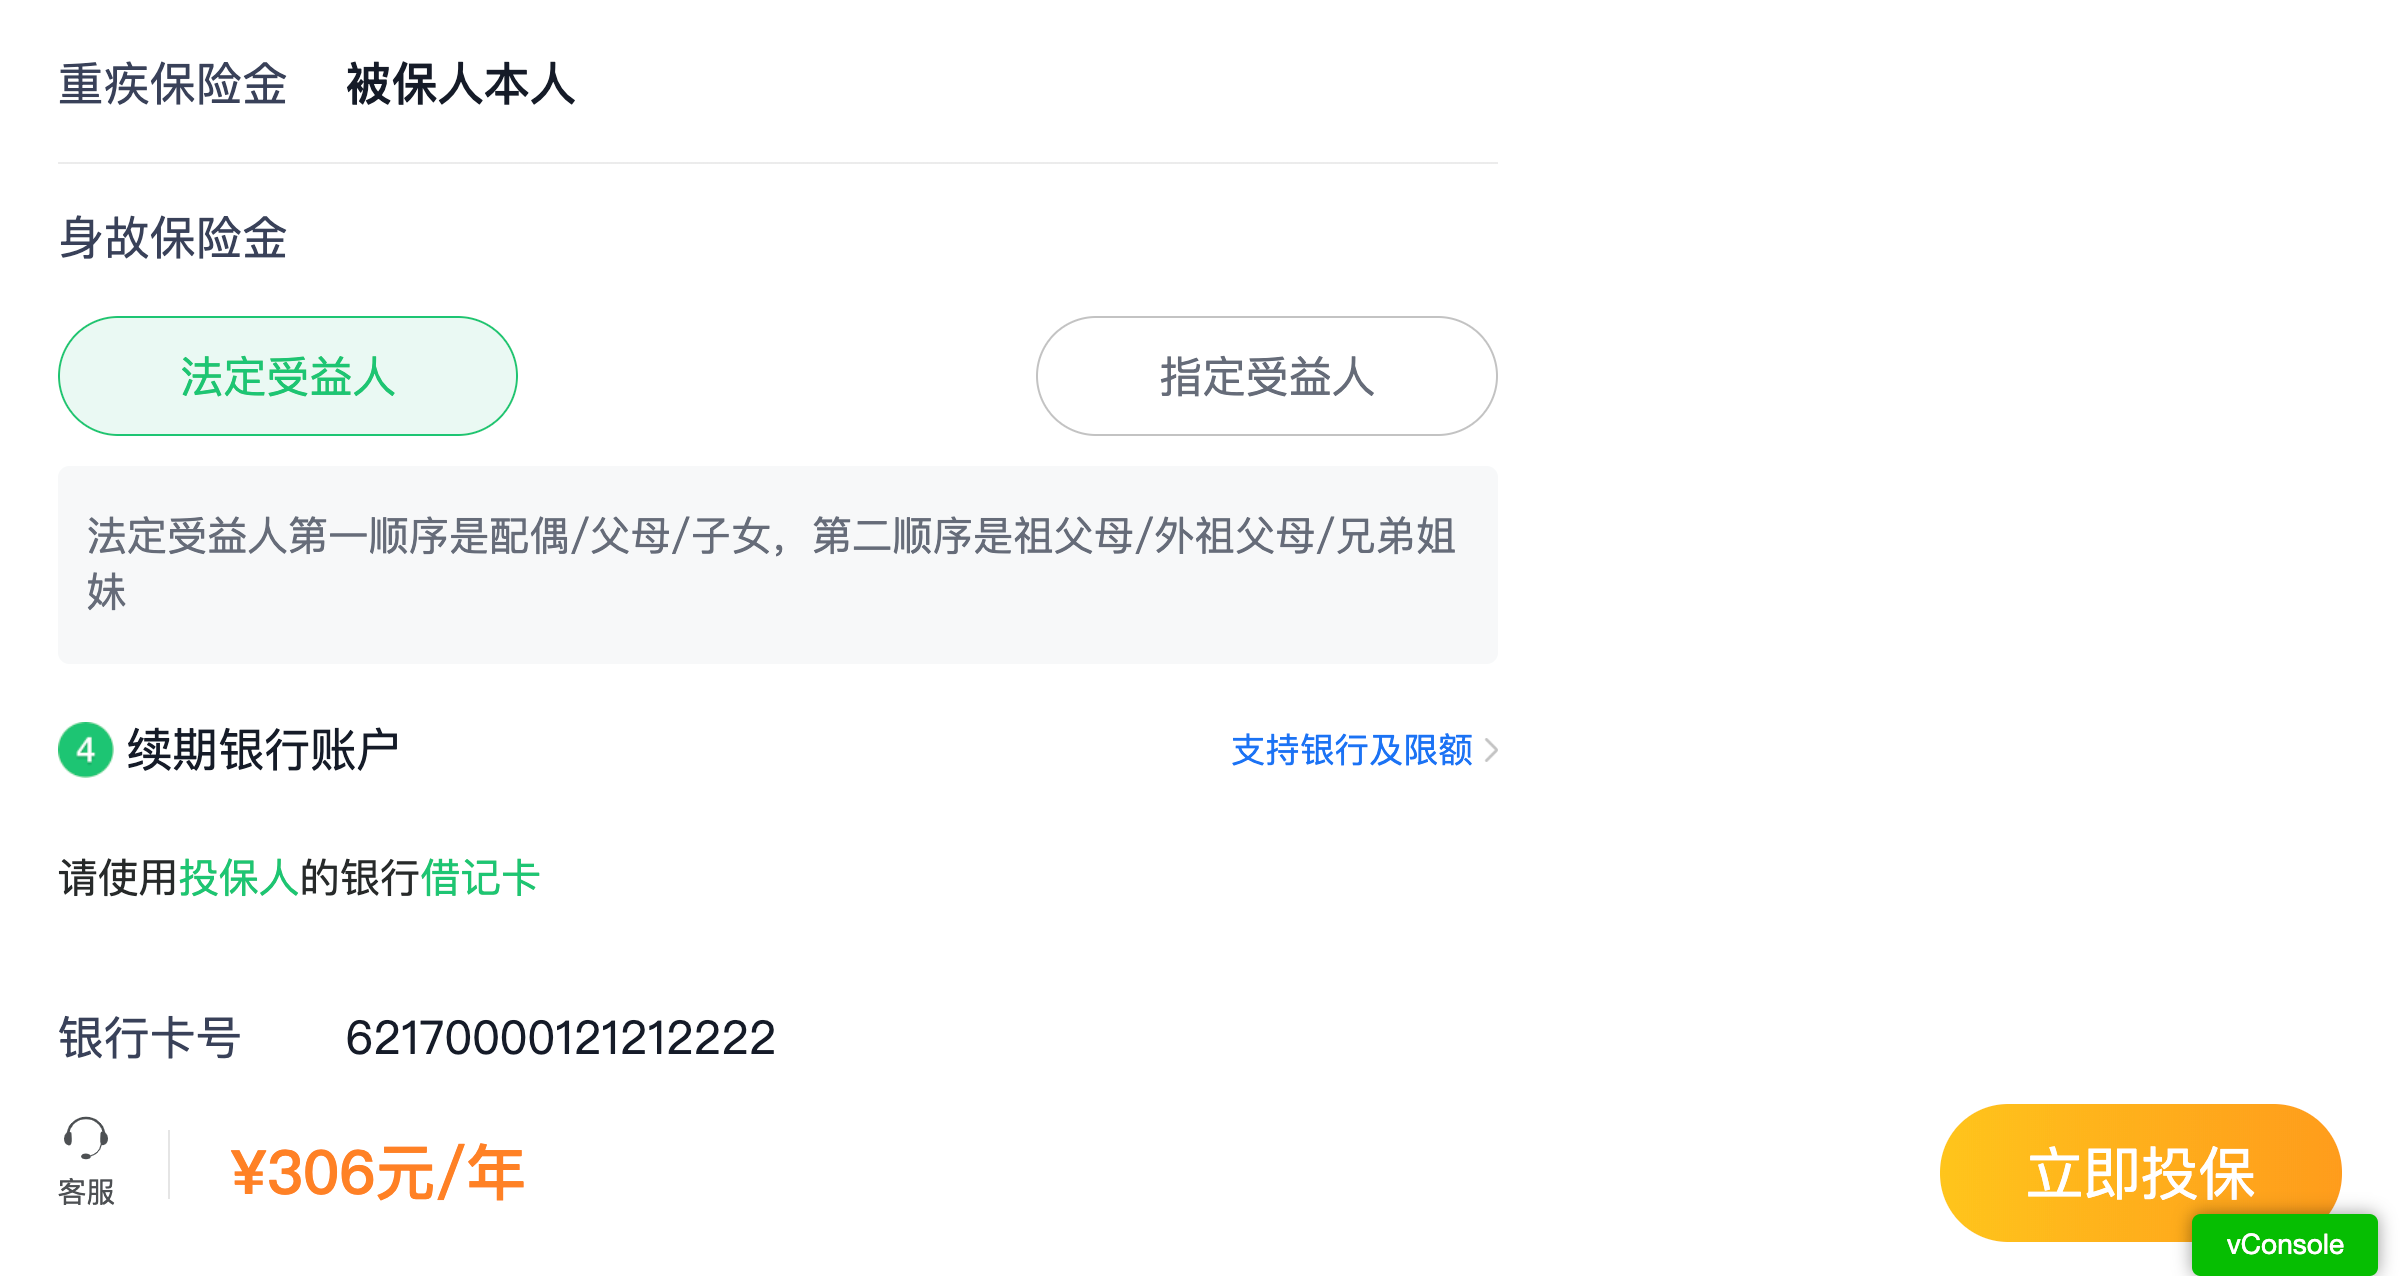 重疾保险金 被保人本人
身故保险金
法定受益人 指定受益人
法定受益人第一顺序是配偶/父母/子女，第二顺序是祖父母/外祖父母/兄弟姐
妹
4 续期银行账户 支持银行及限额
请使用投保人的银行借记卡
银行卡号 62170000121212222
客服 ¥306元/年 立即投保
vConsole